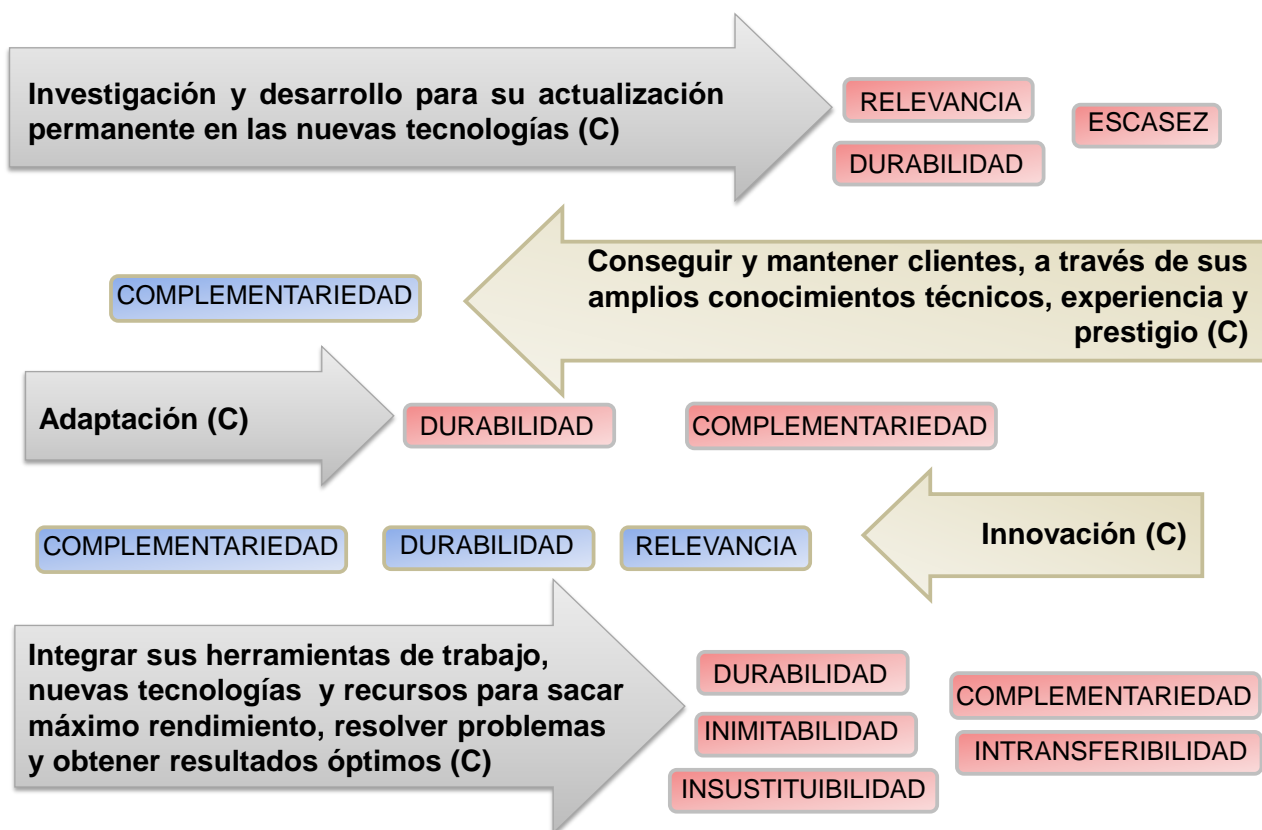 Investigación y desarrollo para su actualización
permanente en las nuevas tecnologías (C)
RELEVANCIA
ESCASEZ
DURABILIDAD
Conseguir y mantener clientes, a través de sus
amplios conocimientos técnicos, experiencia y
prestigio (C)
COMPLEMENTARIEDAD
Adaptación (C)
DURABILIDAD
COMPLEMENTARIEDAD
Innovación (C)
COMPLEMENTARIEDAD
DURABILIDAD
RELEVANCIA
Integrar sus herramientas de trabajo,
nuevas tecnologías y recursos para sacar
máximo rendimiento, resolver problemas
y obtener resultados óptimos (C)
DURABILIDAD
COMPLEMENTARIEDAD
INIMITABILIDAD
INTRANSFERIBILIDAD
INSUSTITUIBILIDAD